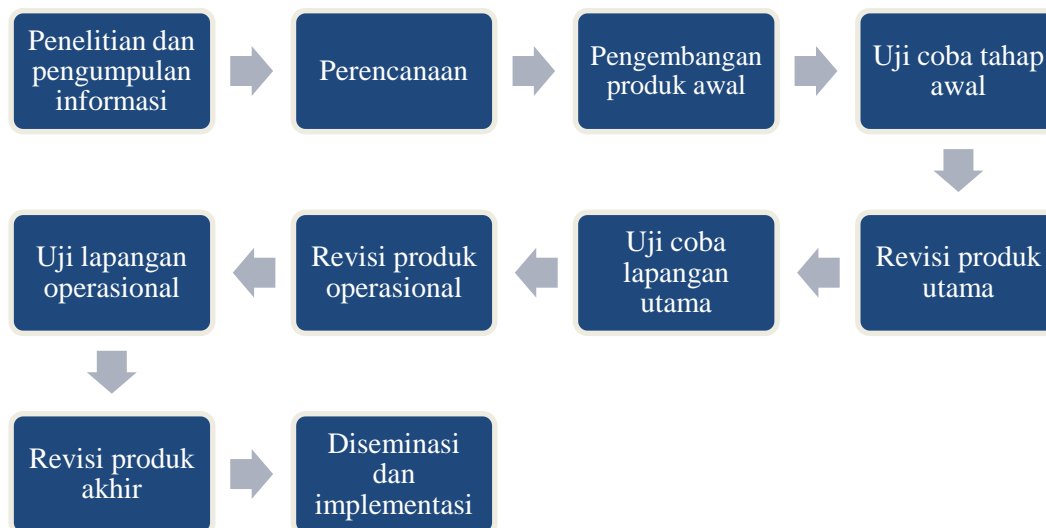 Penelitian dan
pengumpulan
informasi
Perencanaan
Pengembangan
produk awal
Uji coba tahap
awal
Revisi produk
utama
Uji coba
lapangan
utama
Revisi produk
operasional
Uji lapangan
operasional
Revisi produk
akhir
Diseminasi
dan
implementasi